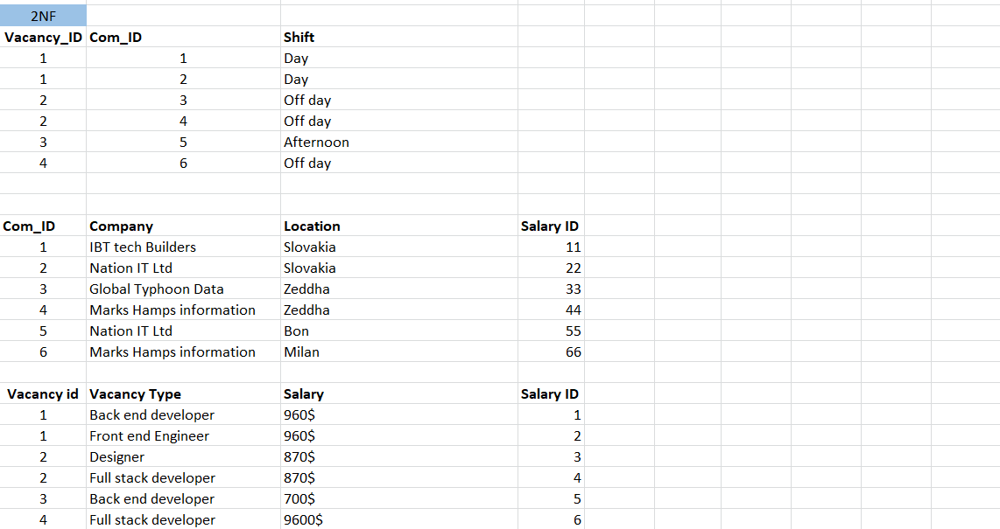 2NF
Vacancy_ID Com_ID Shift
1 1 Day
1 2 Day
2 3 Off day
2 4 Off day
3 5 Afternoon
4 6 Off day
Com_ID Company Location Salary ID
1 IBT tech Builders Slovakia 11
2 Nation IT Ltd Slovakia 22
3 Global Typhoon Data Zeddha 33
4 Marks Hamps information Zeddha 44
5 Nation IT Ltd Bon 55
6 Marks Hamps information Milan 66
Vacancy id Vacancy Type Salary Salary ID
1 Back end developer 960$ 1
1 Front end Engineer 960$ 2
2 Designer 870$ 3
2 Full stack developer 870$ 4
3 Back end developer 700$ 5
4 Full stack developer 9600$ 6